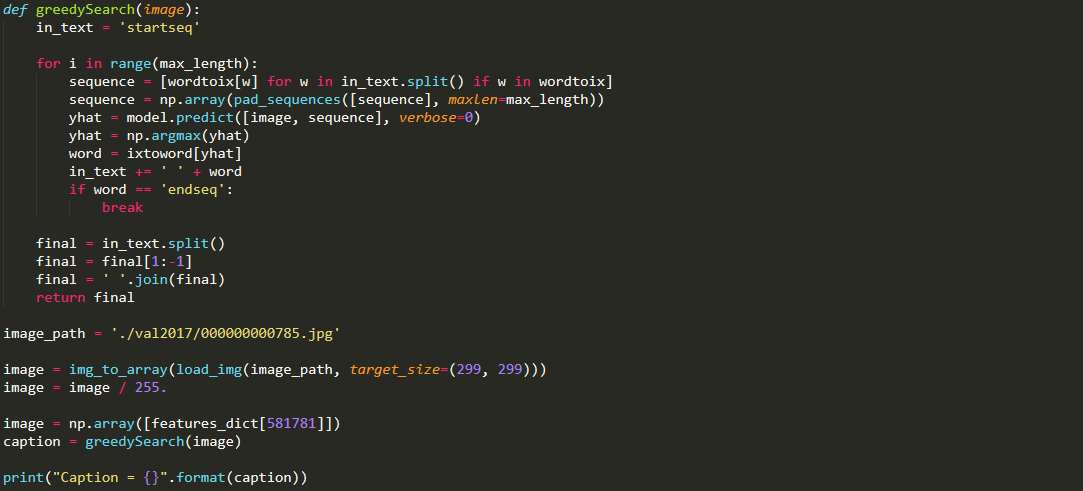 def greedySearch(image):
    in_text = 'startseq'

    for i in range(max_length):
        sequence = [wordtoix[w] for w in in_text.split() if w in wordtoix]
        sequence = np.array(pad_sequences([sequence], maxlen=max_length))
        yhat = model.predict([image, sequence], verbose=0)
        yhat = np.argmax(yhat)
        word = ixtoword[yhat]
        in_text += ' ' + word
        if word == 'endseq':
            break

    final = in_text.split()
    final = final[1:-1]
    final = ' '.join(final)
    return final

image_path = './val2017/000000000785.jpg'

image = img_to_array(load_img(image_path, target_size=(299, 299)))
image = image / 255.

image = np.array([features_dict[581781]])
caption = greedySearch(image)

print("Caption = {}".format(caption))